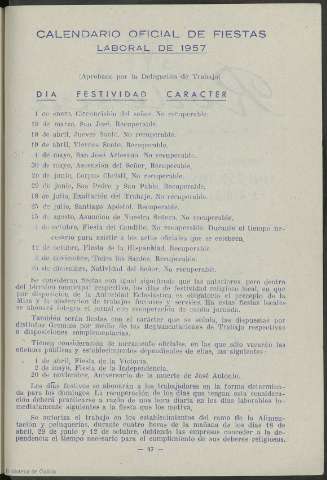 CALENDARIO OFICIAL DE FIESTAS
LABORAL DE 1957
(Aprobado por la Delegación de Trabajo)
DIA FESTIVIDAD CARACTER
1 de enero, Circuncisión del señor. No recuperable.
19 de marzo, San José. Recuperable.
18 de abril, Jueves Santo. No recuperable.
19 de abril, Viernes Santo. Recuperable.
1 de mayo, San José Artesano. No recuperable.
30 de mayo, Ascensión del Señor. Recuperable.
20 de junio, Corpus Christi. No recuperable.
29 de junio, San Pedro y San Pablo. Recuperable.
18 de julio, Exaltación del Trabajo. No recuperable.
25 de julio, Santiago Apóstol. Recuperable.
15 de agosto, Asunción de Nuestra Señora. No recuperable.
1 de octubre, Fiesta del Caudillo. No recuperable. Durante el tiempo ne-
cesario para asistir a los actos oficiales que se celebren.
12 de octubre, Fiesta de la Hispanidad. Recuperable.
1 de noviembre, Todos los Santos. Recuperable.
25 de diciembre, Natividad del Señor. No recuperable.
Se considerán fiestas con igual significado que las anteriores, pero dentro
del término municipal respectivo, los días de festividad religiosa local, en que
por disposición de la Autoridad Eclesiástica es obligatorio el precepto de la
Misa y la abstención de trabajos forzosos y serviles. En estas fiestas locales
se abonará íntegro el salario sin recuperación de ninguna jornada.
También serán fiestas con el carácter que se señala, las dispuestas por
distintos Gremios por medio de las Reglamentaciones de Trabajo respectivas
o disposiciones complementarias.
Tienen consideración de meramente oficiales, en las que sólo vacarán las
oficinas públicas y establecimientos dependientes de ellas, las siguientes:
1 de abril, Fiesta de la Victoria.
2 de mayo, Fiesta de la Independencia.
20 de noviembre, Aniversario de la muerte de José Antonio.
Los días festivos se abonarán a los trabajadores en la forma determina-
da para los domingos. La recuperación de los días que tengan esta conside-
ración deberá practicarse a razón de una hora diaria en los días laborables in-
mediatamente siguientes a la fiesta que los motiva.
Se autoriza el trabajo en los establecimientos del ramo de la Alimen-
tación y peluquerías, durante cuatro horas de la mañana de los días 18 de
abril, 29 de junio y 12 de octubre, debiendo las empresas conceder a la de-
pendencia el tiempo necesario para el cumplimiento de sus deberes religiosos.
Biblioteca de Galicia